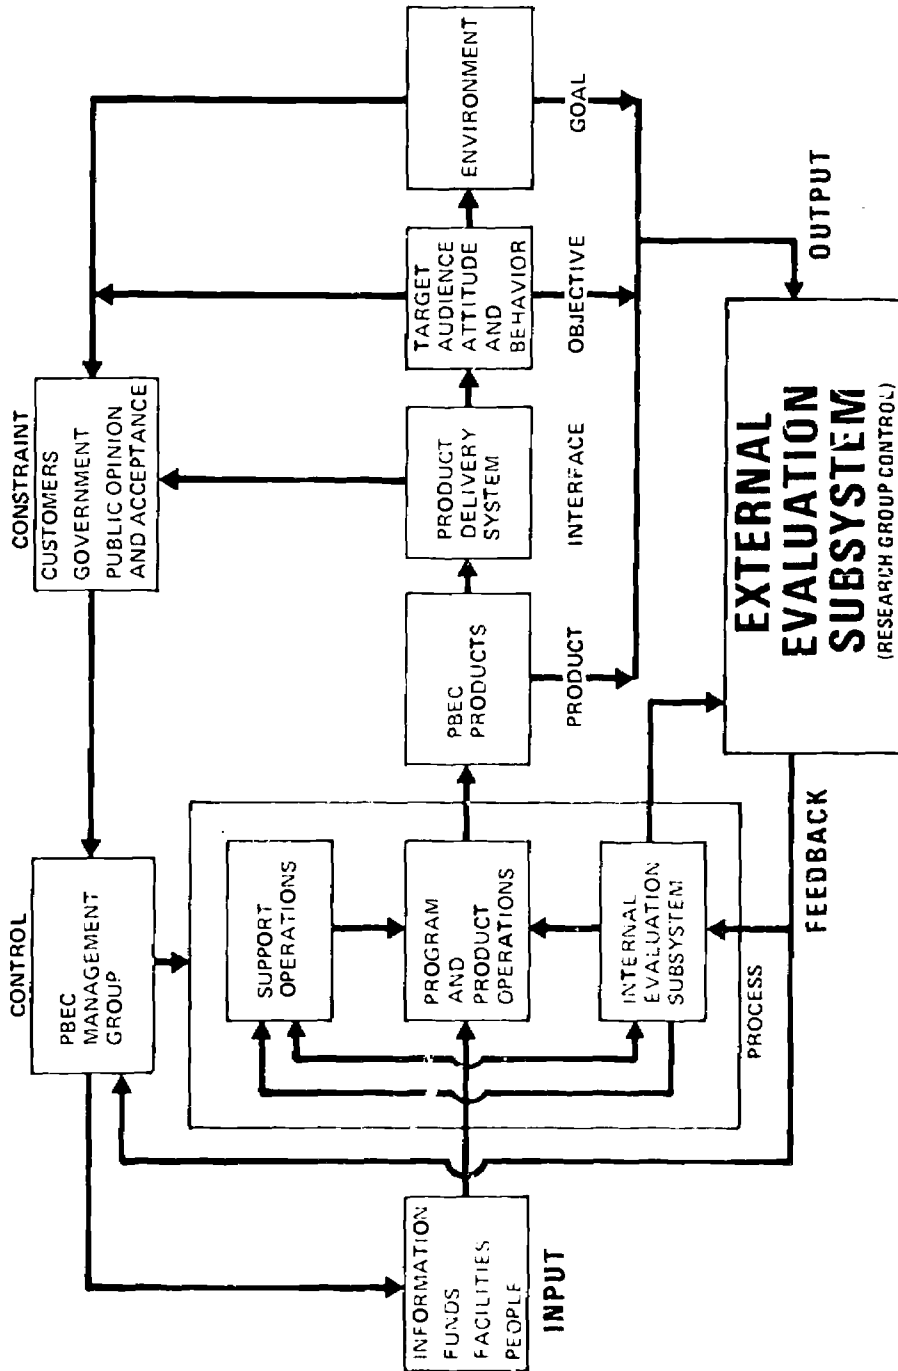 CONTROL
PBEC
MANAGEMENT
GROUP
CONSTRAINT
CUSTOMERS
GOVERNMENT
PUBLIC OPINION
AND ACCEPTANCE
INFORMATION
FUNDS
FACILITIES
PEOPLE
INPUT
SUPPORT
OPERATIONS
PROGRAM
AND
PRODUCT
OPERATIONS
INTERNAL
EVALUATION
SUBSYSTEM
PROCESS
PBEC
PRODUCTS
PRODUCT
PRODUCT
DELIVERY
SYSTEM
INTERFACE
TARGET
AUDIENCE
ATTITUDE
AND
BEHAVIOR
OBJECTIVE
ENVIRONMENT
GOAL
FEEDBACK
EXTERNAL
EVALUATION
SUBSYSTEM
(RESEARCH GROUP CONTROL)
OUTPUT